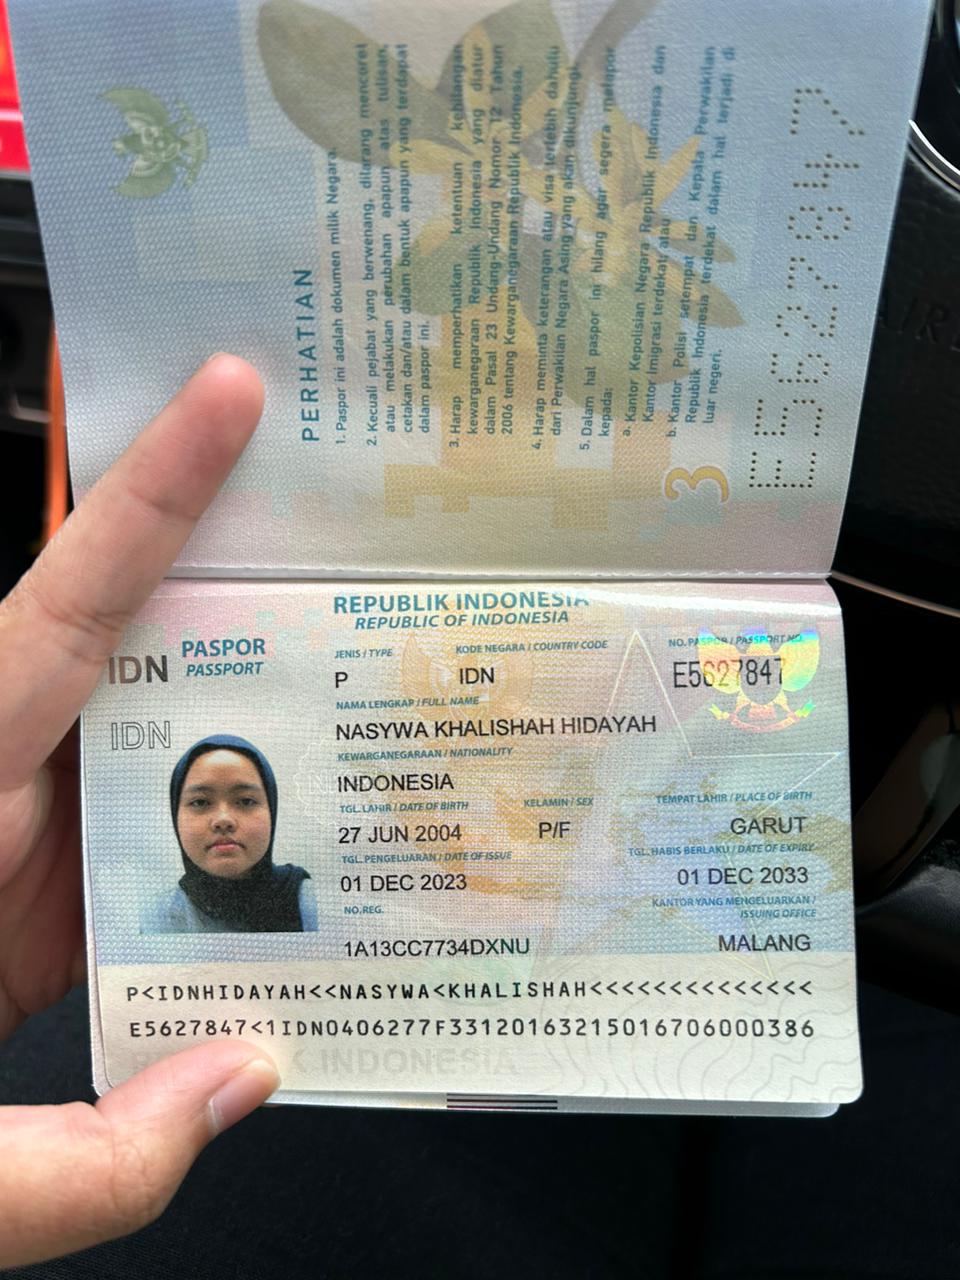 PERHATIAN
1. Paspor ini adalah dokumen milik Negara.
2. Kecuali pejabat yang berwenang, dilarang mencoret
atau melakukan perubahan apapun atas tulisan,
cetakan dan/atau dalam bentuk apapun yang terdapat
dalam paspor ini.
3. Harap memperhatikan ketentuan kehilangan
kewarganegaraan Republik Indonesia yang diatur
dalam Pasal 23 Undang-Undang Nomor 12 Tahun
2006 tentang Kewarganegaraan Republik Indonesia.
4. Harap meminta keterangan atau visa terlebih dahulu
dari Perwakilan Negara Asing yang akan dikunjungi.
5. Dalam hal paspor ini hilang agar segera melapor
kepada:
a. Kantor Kepolisian Negara Republik Indonesia dan
Kantor Imigrasi terdekat; atau
b. Kantor Polisi setempat dan Kepala Perwakilan
Republik Indonesia terdekat dalam hal terjadi di
luar negeri.
3
E5627847
REPUBLIK INDONESIA
REPUBLIC OF INDONESIA
IDN PASPOR
PASSPORT
JENIS / TYPE KODE NEGARA / COUNTRY CODE NO. PASPOR / PASSPORT NO.
P IDN E5627847
IDN
NAMA LENGKAP / FULL NAME
NASYWA KHALISHAH HIDAYAH
KEWARGANEGARAAN / NATIONALITY
INDONESIA
TGL. LAHIR / DATE OF BIRTH KELAMIN / SEX TEMPAT LAHIR / PLACE OF BIRTH
27 JUN 2004 P/F GARUT
TGL. PENGELUARAN / DATE OF ISSUE TGL. HABIS BERLAKU / DATE OF EXPIRY
01 DEC 2023 01 DEC 2033
NO. REG. KANTOR YANG MENGELUARKAN /
ISSUING OFFICE
1A13CC7734DXNU MALANG
P<IDNHIDAYAH<<NASYWA<KHALISHAH<<<<<<<<<<<<<<
E5627847<1IDN0406277F3312016321501670600038​6
INDONESIA